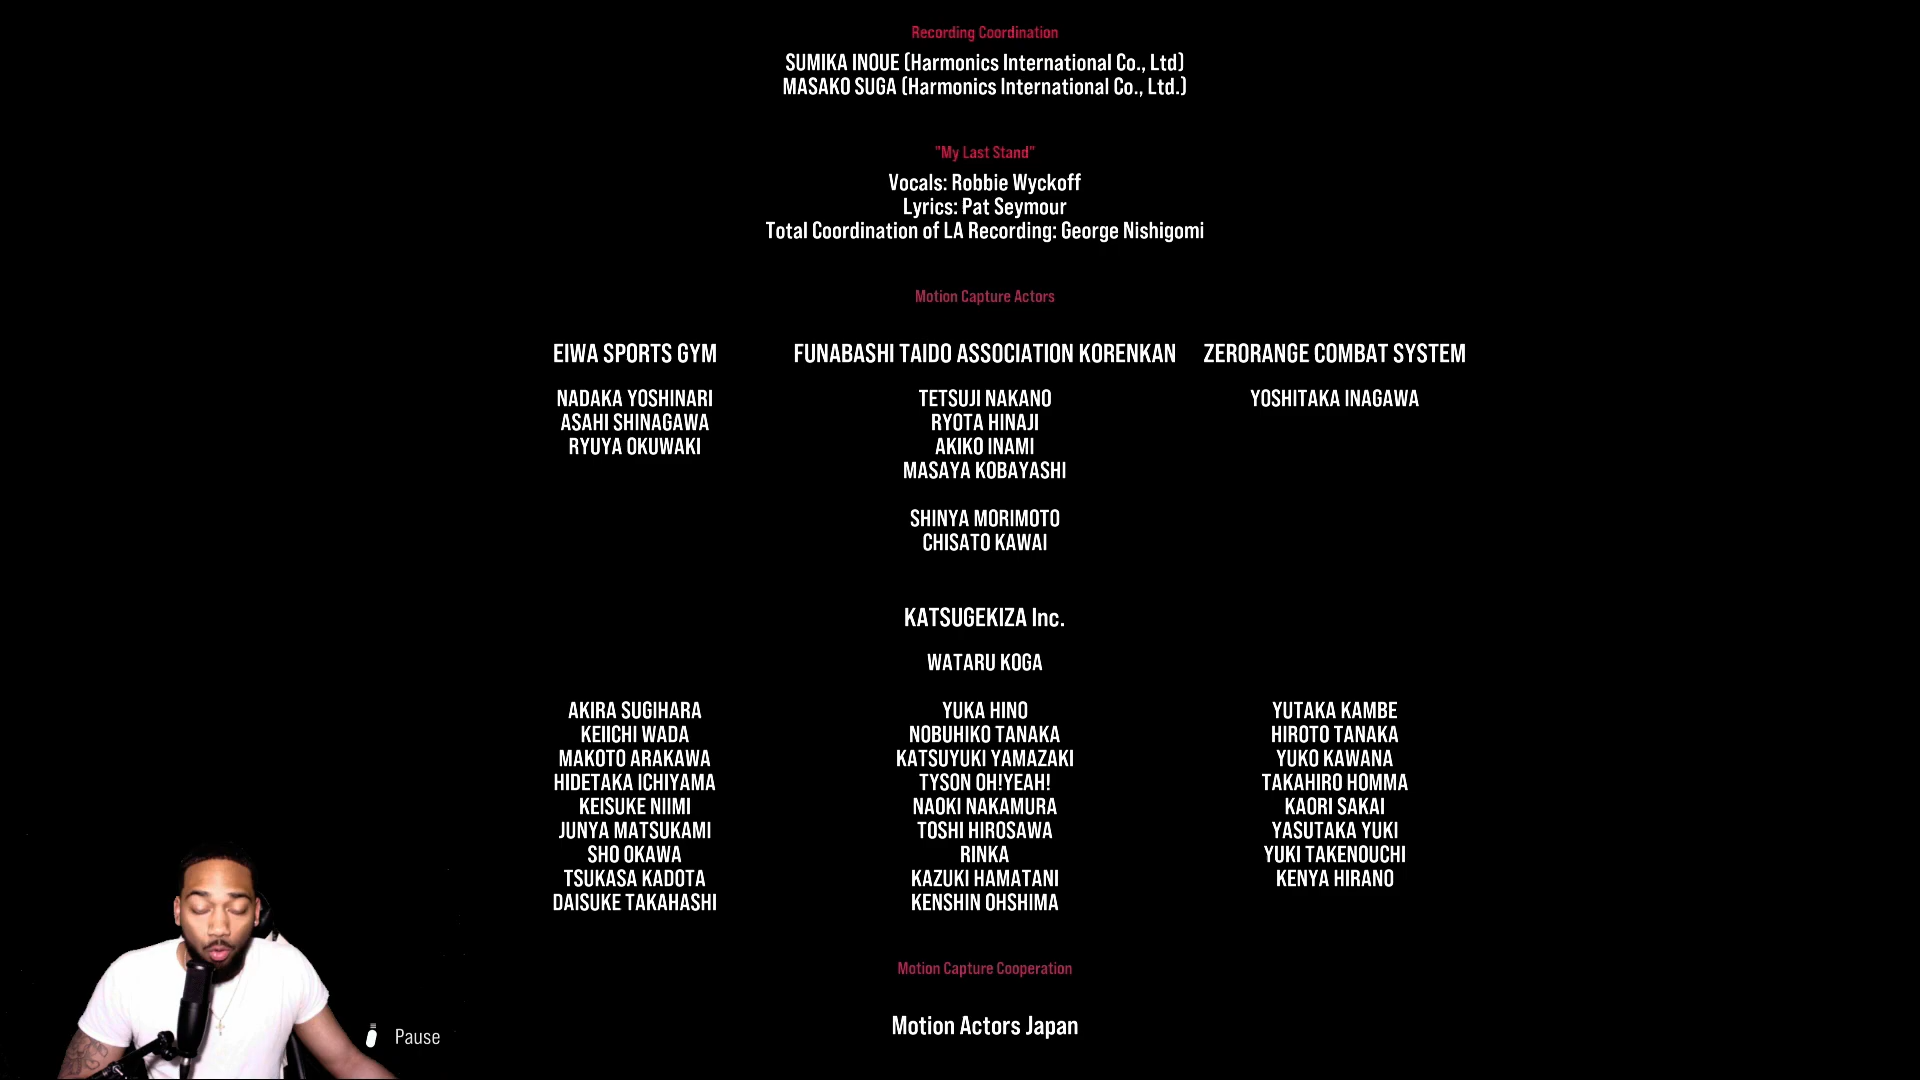 Recording Coordination
SUMIKA INOUE (Harmonics International Co., Ltd)
MASAKO SUGA (Harmonics International Co., Ltd.)
"My Last Stand"
Vocals: Robbie Wyckoff
Lyrics: Pat Seymour
Total Coordination of LA Recording: George Nishigomi
Motion Capture Actors
EIWA SPORTS GYM
NADAKA YOSHINARI
ASAHI SHINAGAWA
RYUYA OKUWAKI
FUNABASHI TAIDO ASSOCIATION KORENKAN
TETSUJI NAKANO
RYOTA HINAJI
AKIKO INAMI
MASAYA KOBAYASHI
SHINYA MORIMOTO
CHISATO KAWAI
ZERORANGE COMBAT SYSTEM
YOSHITAKA INAGAWA
KATSUGEKIZA Inc.
WATARU KOGA
AKIRA SUGIHARA
KEIICHI WADA
MAKOTO ARAKAWA
HIDETAKA ICHIYAMA
KEISUKE NIIMI
JUNYA MATSUKAMI
SHO OKAWA
TSUKASA KADOTA
DAISUKE TAKAHASHI
YUKA HINO
NOBUHIKO TANAKA
KATSUYUKI YAMAZAKI
TYSON OH!YEAH!
NAOKI NAKAMURA
TOSHI HIROSAWA
RINKA
KAZUKI HAMATANI
KENSHIN OHSHIMA
YUTAKA KAMBE
HIROTO TANAKA
YUKO KAWANA
TAKAHIRO HOMMA
KAORI SAKAI
YASUTAKA YUKI
YUKI TAKENOUCHI
KENYA HIRANO
Motion Capture Cooperation
Motion Actors Japan
Pause